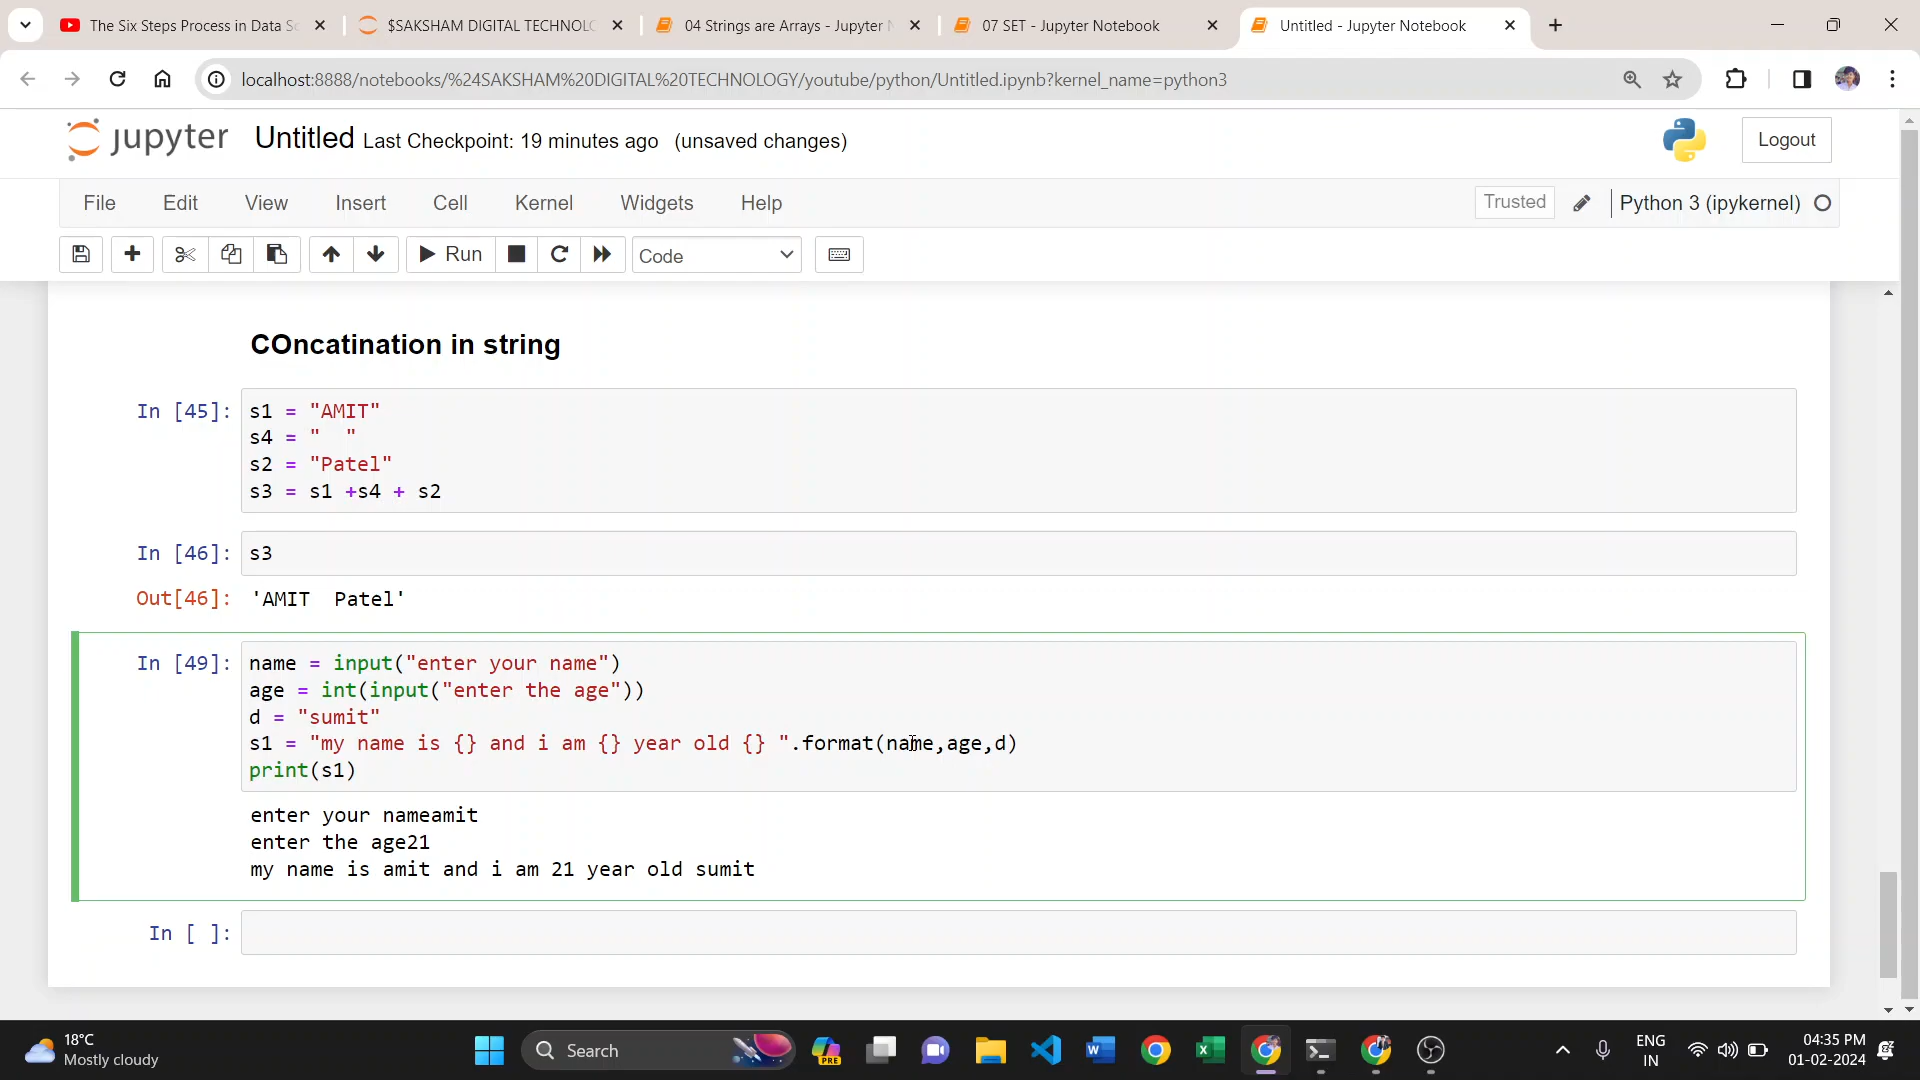 The Six Steps Process in Data Sc
$SAKSHAM DIGITAL TECHNOLO
04 Strings are Arrays - Jupyter N
07 SET - Jupyter Notebook
Untitled - Jupyter Notebook
localhost:8888/notebooks/%24SAKSHAM%20DIGITAL%20TECHNOLOGY/youtube/python/Untitled.ipynb?kernel_name=python3
jupyter Untitled Last Checkpoint: 19 minutes ago (unsaved changes)
Logout
File Edit View Insert Cell Kernel Widgets Help
Trusted
Python 3 (ipykernel)
Run
Code
COncatination in string
In [45]: s1 = "AMIT"
s4 = "  "
s2 = "Patel"
s3 = s1 +s4 + s2
In [46]: s3
Out[46]: 'AMIT  Patel'
In [49]: name = input("enter your name")
age = int(input("enter the age"))
d = "sumit"
s1 = "my name is {} and i am {} year old {} ".format(name,age,d)
print(s1)
enter your nameamit
enter the age21
my name is amit and i am 21 year old sumit
In [ ]:
18°C
Mostly cloudy
Search
PRE
ENG
IN
04:35 PM
01-02-2024